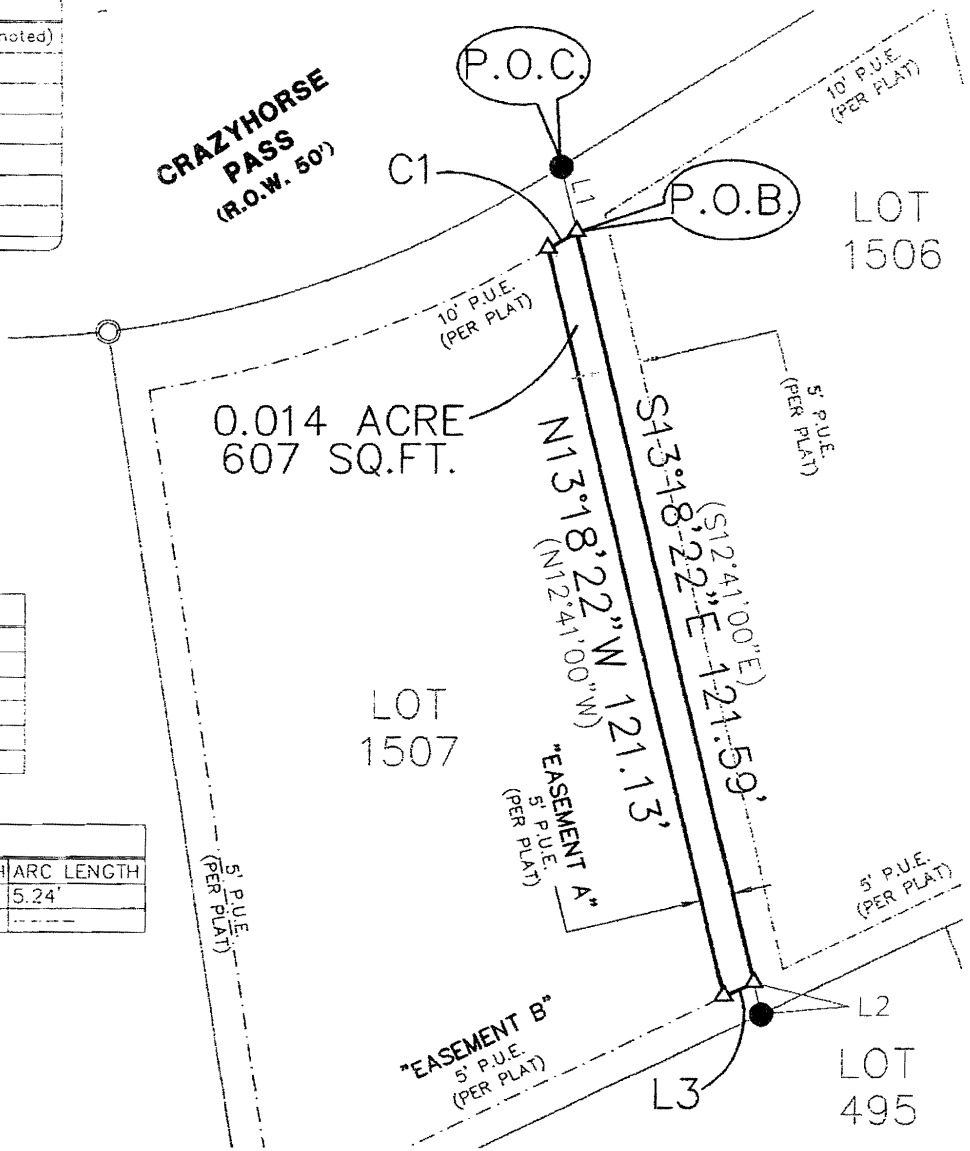 noted)
P.O.C.
10' P.U.E.
(PER PLAT)
CRAZYHORSE
PASS
(R.O.W. 50')
C1
L1
P.O.B.
LOT
1506
10' P.U.E.
(PER PLAT)
5' P.U.E.
(PER PLAT)
0.014 ACRE
607 SQ.FT.
N13°18'22"W 121.13'
(N12°41'00"W)
S13°18'22"E 121.59'
(S12°41'00"E)
LOT
1507
"EASEMENT A"
5' P.U.E.
(PER PLAT)
H ARC LENGTH
5.24'
-----
5' P.U.E.
(PER PLAT)
5' P.U.E.
(PER PLAT)
"EASEMENT B"
5' P.U.E.
(PER PLAT)
L2
L3
LOT
495